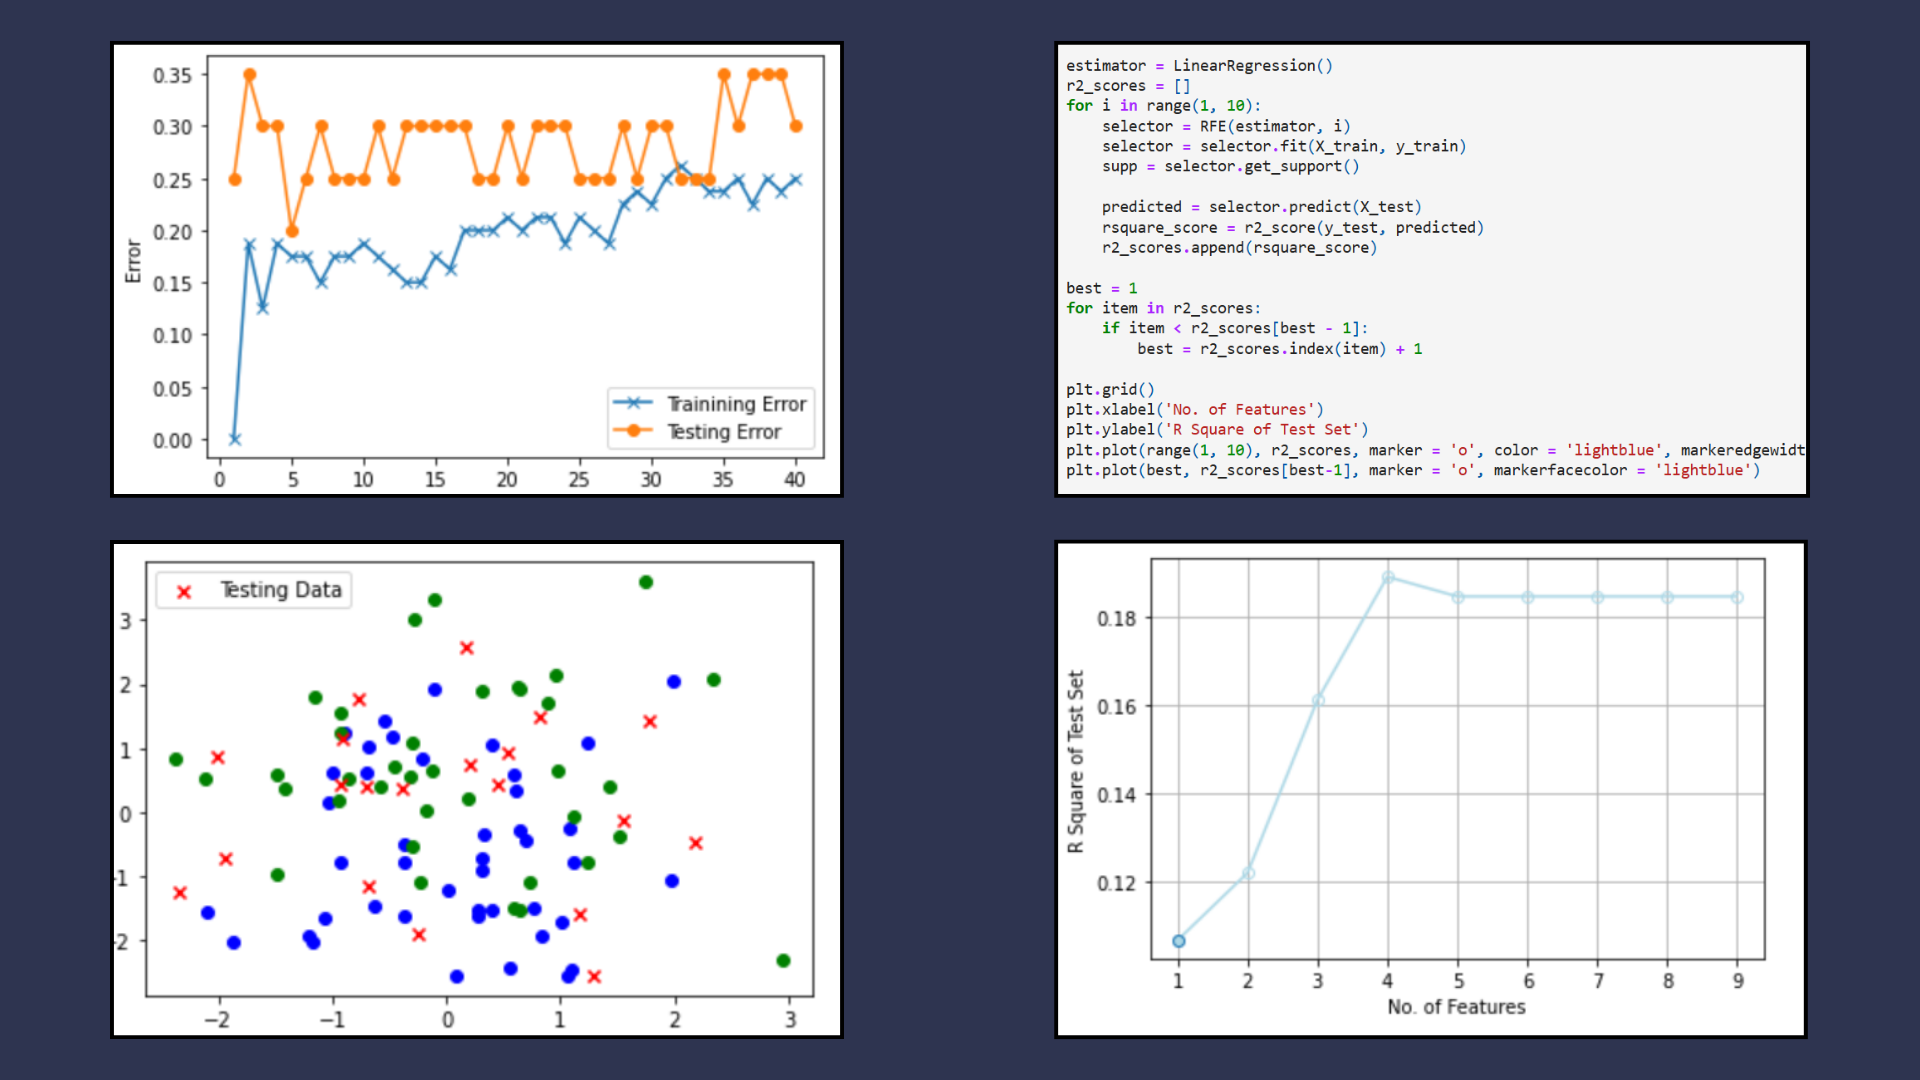 0.35
0.30
0.25
0.20
0.15
0.10
0.05
0.00
Error
Trainining Error
Testing Error
0 5 10 15 20 25 30 35 40
estimator = LinearRegression()
r2_scores = []
for i in range(1, 10):
    selector = RFE(estimator, i)
    selector = selector.fit(X_train, y_train)
    supp = selector.get_support()
    predicted = selector.predict(X_test)
    rsquare_score = r2_score(y_test, predicted)
    r2_scores.append(rsquare_score)
best = 1
for item in r2_scores:
    if item < r2_scores[best - 1]:
        best = r2_scores.index(item) + 1
plt.grid()
plt.xlabel('No. of Features')
plt.ylabel('R Square of Test Set')
plt.plot(range(1, 10), r2_scores, marker = 'o', color = 'lightblue', markeredgewidt
plt.plot(best, r2_scores[best-1], marker = 'o', markerfacecolor = 'lightblue')
Testing Data
3
2
1
0
-1
-2
−2 −1 0 1 2 3
0.18
0.16
0.14
0.12
R Square of Test Set
1 2 3 4 5 6 7 8 9
No. of Features